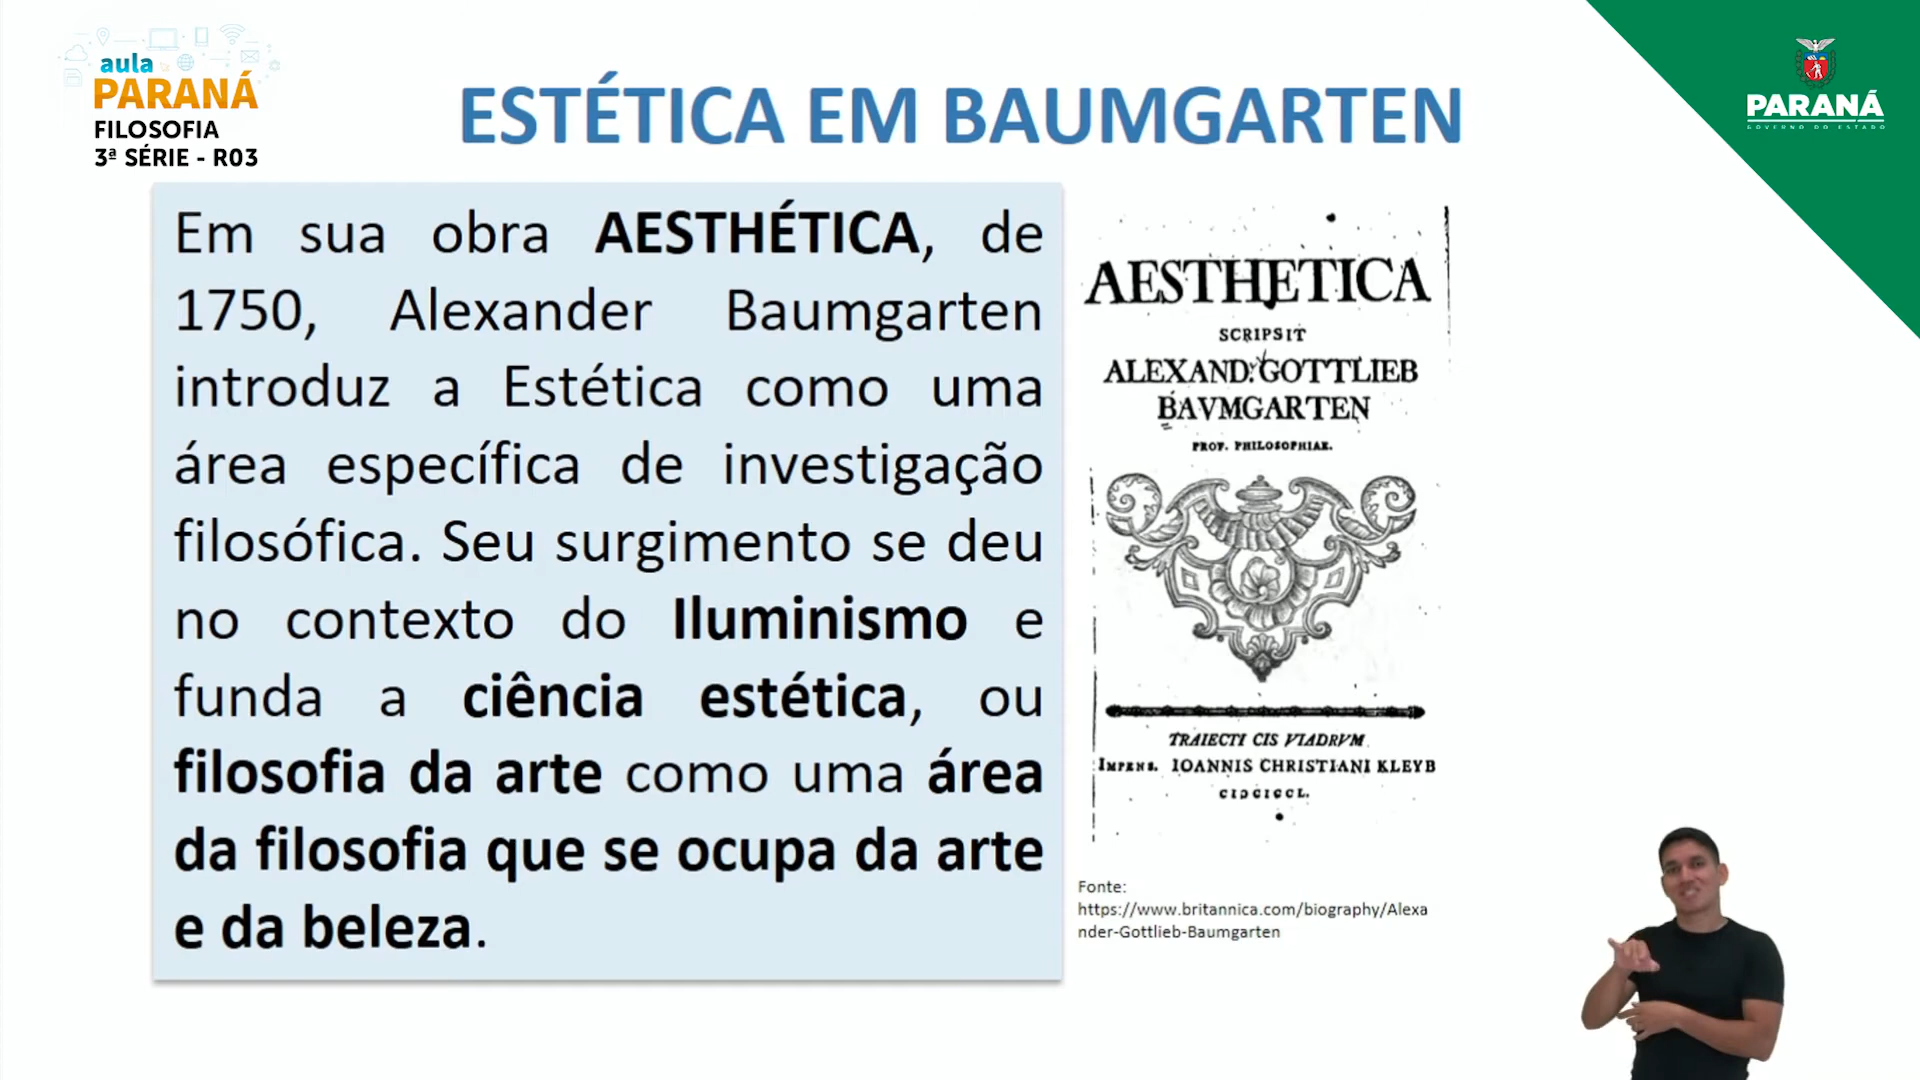 aula
PARANÁ
FILOSOFIA
3ª SÉRIE - R03
ESTÉTICA EM BAUMGARTEN
PARANÁ
GOVERNO DO ESTADO
Em sua obra AESTHÉTICA, de
1750, Alexander Baumgarten
introduz a Estética como uma
área específica de investigação
filosófica. Seu surgimento se deu
no contexto do Iluminismo e
funda a ciência estética, ou
filosofia da arte como uma área
da filosofia que se ocupa da arte
e da beleza.
AESTHETICA
SCRIPSIT
ALEXAND. GOTTLIEB
BAVMGARTEN
PROF. PHILOSOPHIAE.
TRAIECTI CIS VIADRVM
IMPENS. IOANNIS CHRISTIANI KLEYB
CIↃIↃCCL.
Fonte:
https://www.britannica.com/biography/Alexa
nder-Gottlieb-Baumgarten